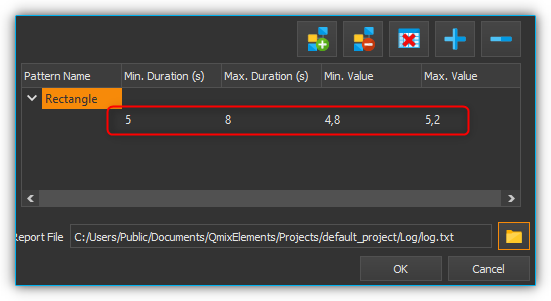 Pattern Name Min. Duration (s) Max. Duration (s) Min. Value Max. Value
Rectangle
5 8 4,8 5,2
Report File C:/Users/Public/Documents/QmixElements/Projects/default_project/Log/log.txt
OK Cancel